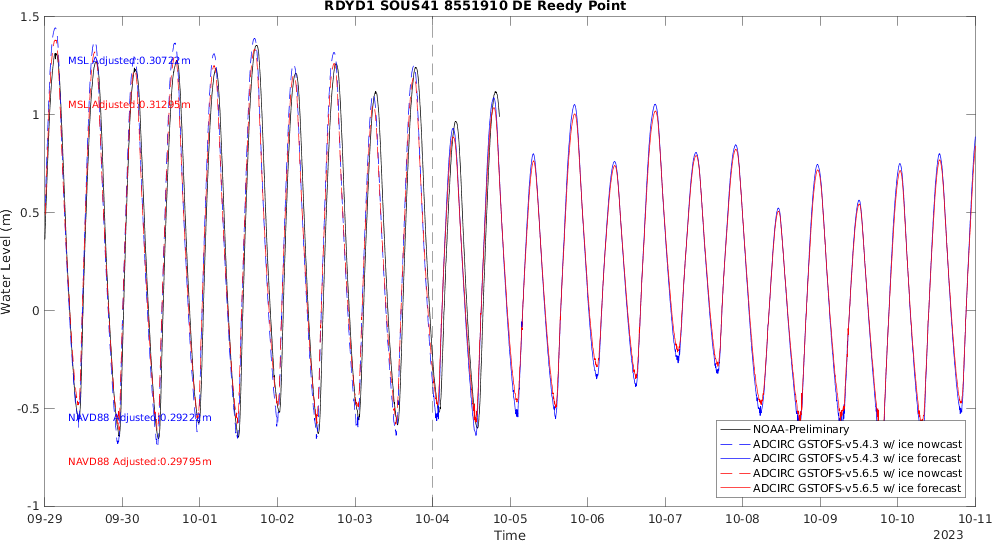 RDYD1 SOUS41 8551910 DE Reedy Point
1.5
1
0.5
0
-0.5
-1
Water Level (m)
MSL Adjusted:0.30722m
MSL Adjusted:0.31295m
NAVD88 Adjusted:0.29222m
NAVD88 Adjusted:0.29795m
NOAA-Preliminary
ADCIRC GSTOFS-v5.4.3 w/ ice nowcast
ADCIRC GSTOFS-v5.4.3 w/ ice forecast
ADCIRC GSTOFS-v5.6.5 w/ ice nowcast
ADCIRC GSTOFS-v5.6.5 w/ ice forecast
09-29 09-30 10-01 10-02 10-03 10-04 10-05 10-06 10-07 10-08 10-09 10-10 10-11
Time
2023